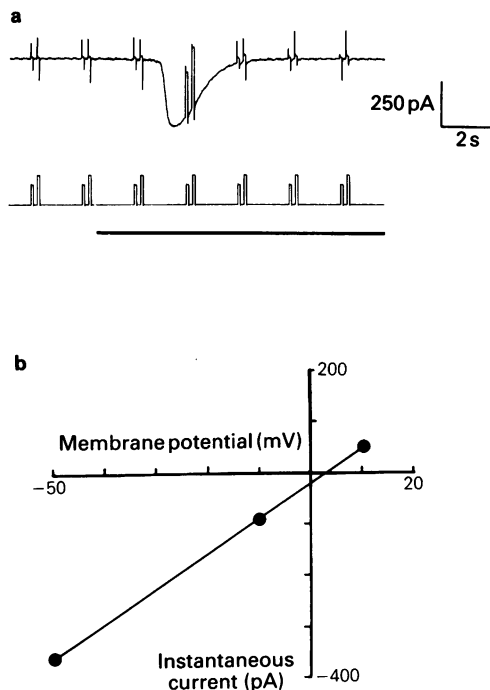 a
250 pA
2 s
b
200
Membrane potential (mV)
−50
20
Instantaneous
current (pA)
−400